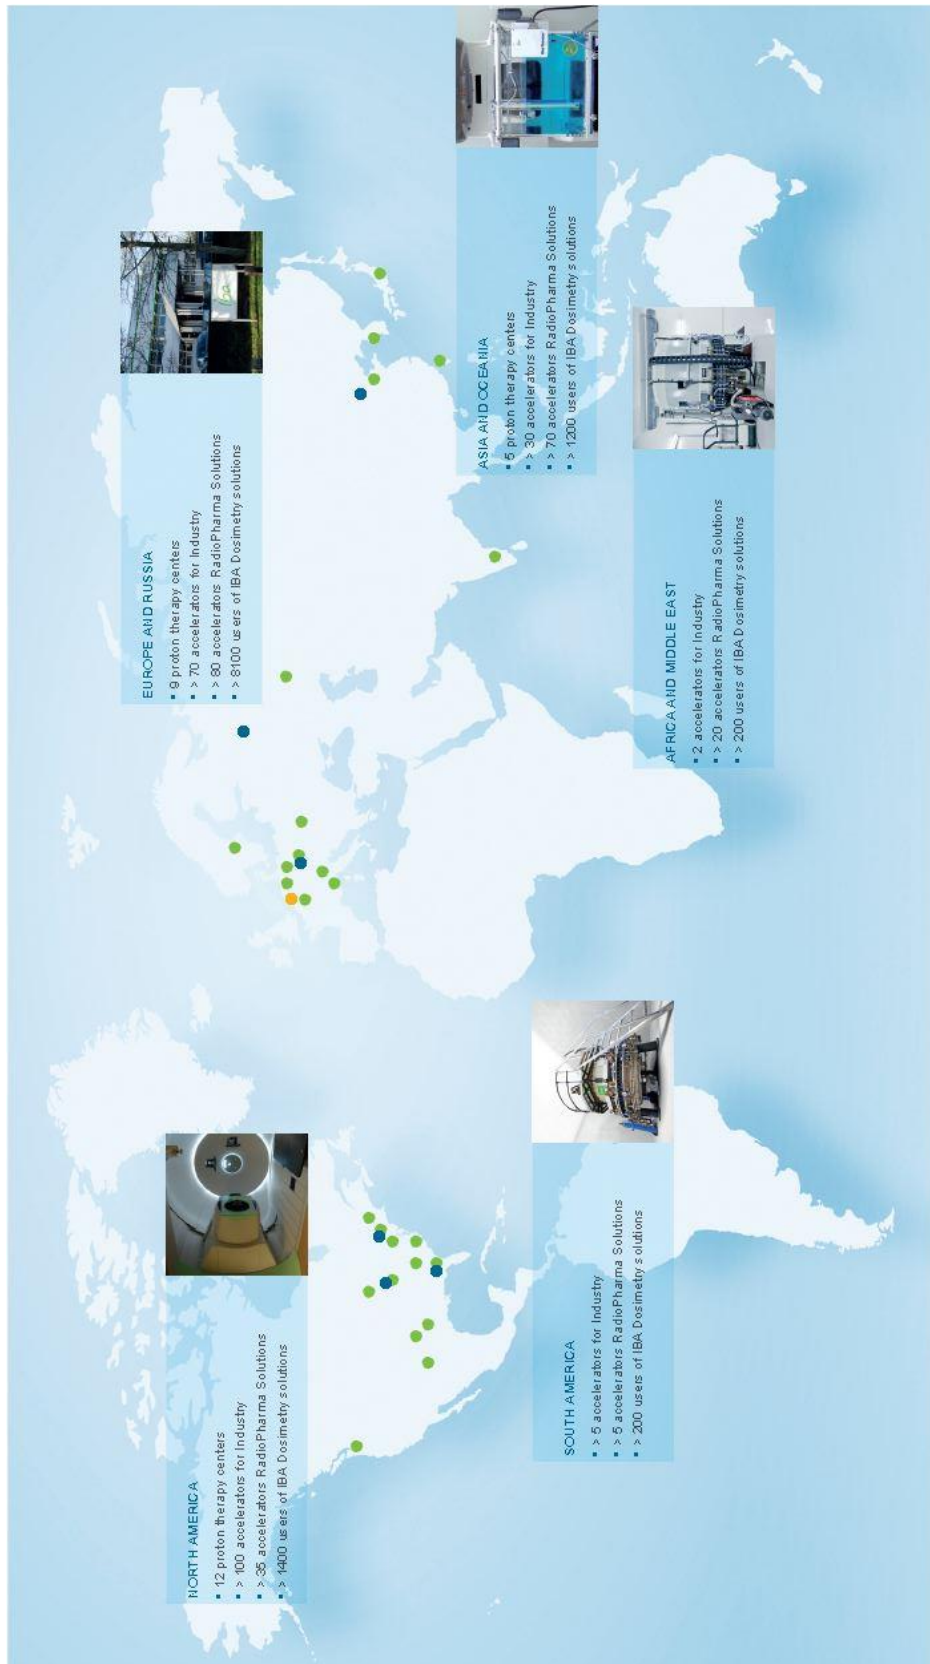 NORTH AMERICA
▪ 12 proton therapy centers
▪ > 100 accelerators for Industry
▪ > 35 accelerators RadioPharma Solutions
▪ > 1400 users of IBA Dosimetry solutions
SOUTH AMERICA
▪ > 5 accelerators for Industry
▪ > 5 accelerators RadioPharma Solutions
▪ > 200 users of IBA Dosimetry solutions
EUROPE AND RUSSIA
▪ 9 proton therapy centers
▪ > 70 accelerators for Industry
▪ > 80 accelerators RadioPharma Solutions
▪ > 8100 users of IBA Dosimetry solutions
AFRICA AND MIDDLE EAST
▪ 2 accelerators for Industry
▪ > 20 accelerators RadioPharma Solutions
▪ > 200 users of IBA Dosimetry solutions
ASIA AND OCEANIA
▪ 5 proton therapy centers
▪ > 30 accelerators for Industry
▪ > 70 accelerators RadioPharma Solutions
▪ > 1200 users of IBA Dosimetry solutions